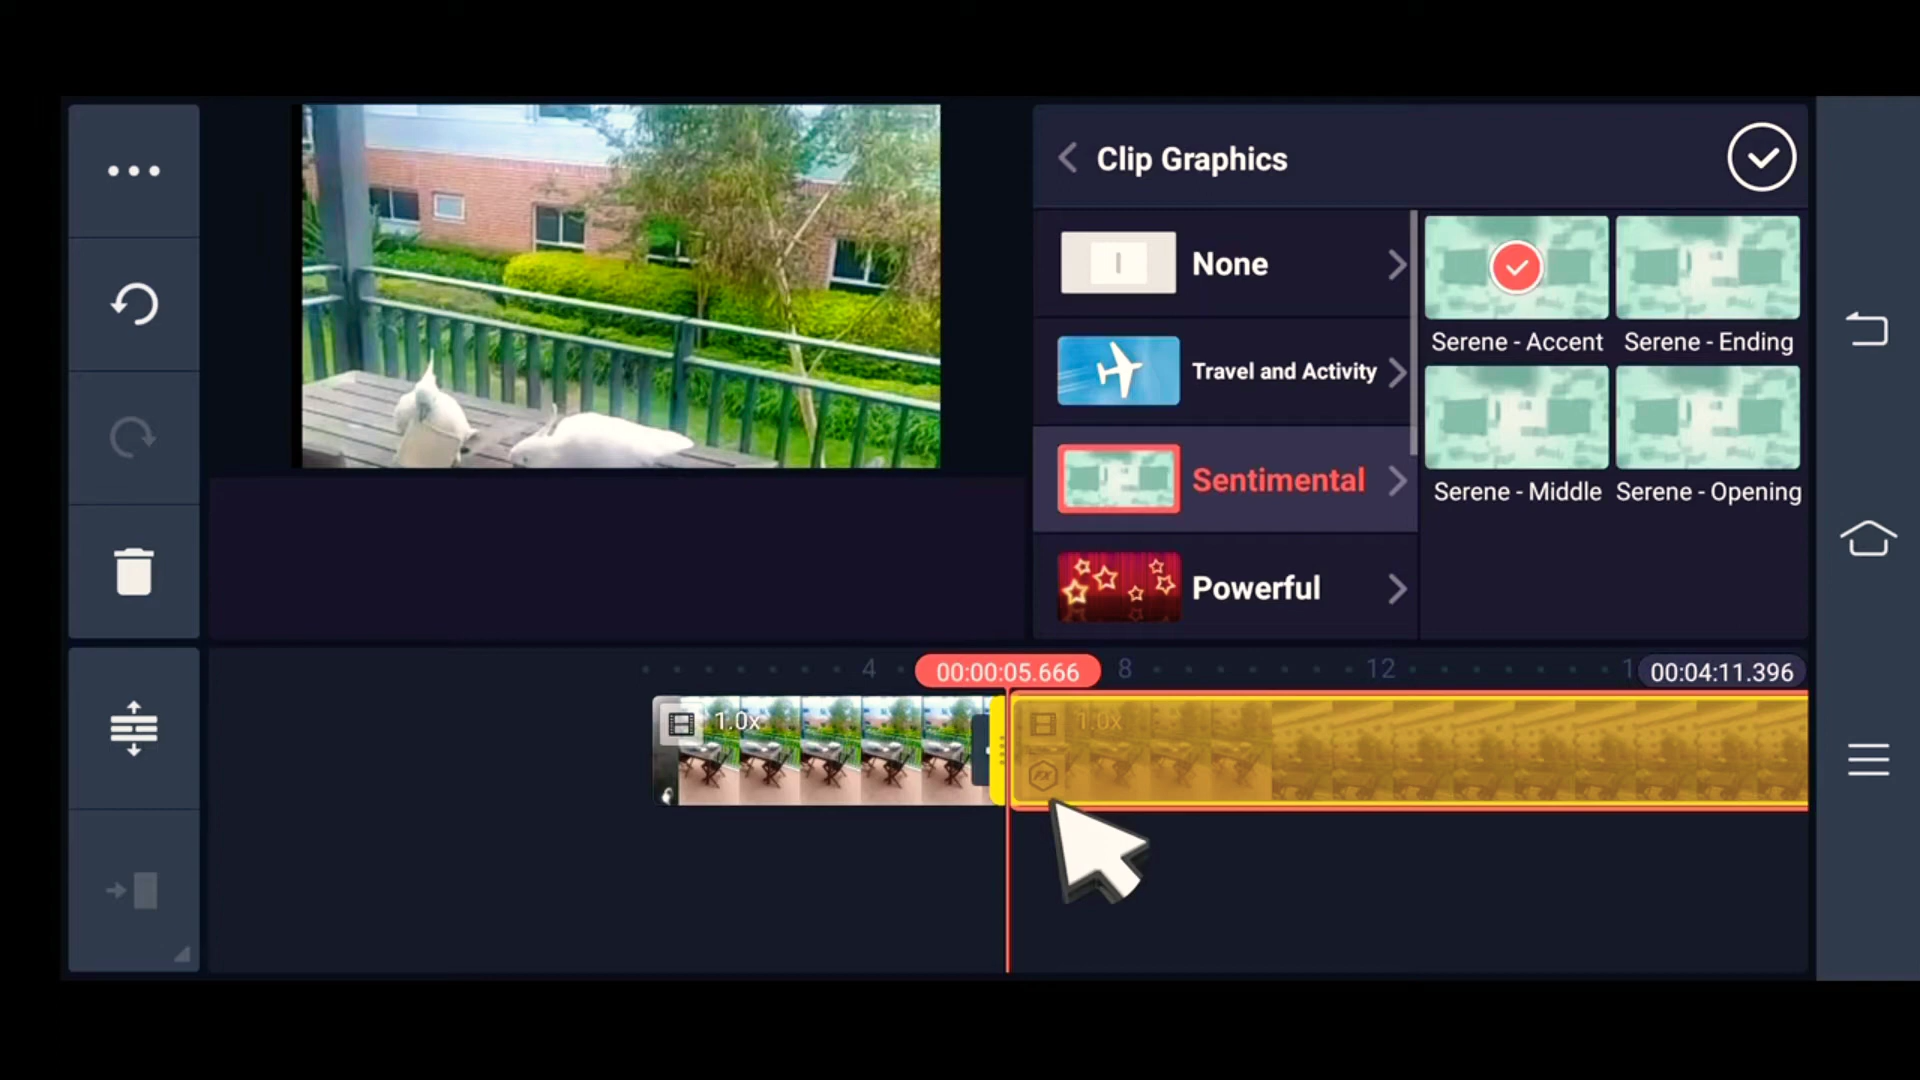 Clip Graphics
None
Travel and Activity
Sentimental
Powerful
Serene - Accent
Serene - Ending
Serene - Middle
Serene - Opening
4
00:00:05.666
8
12
1
00:04:11.396
1.0x
1.0x
FX